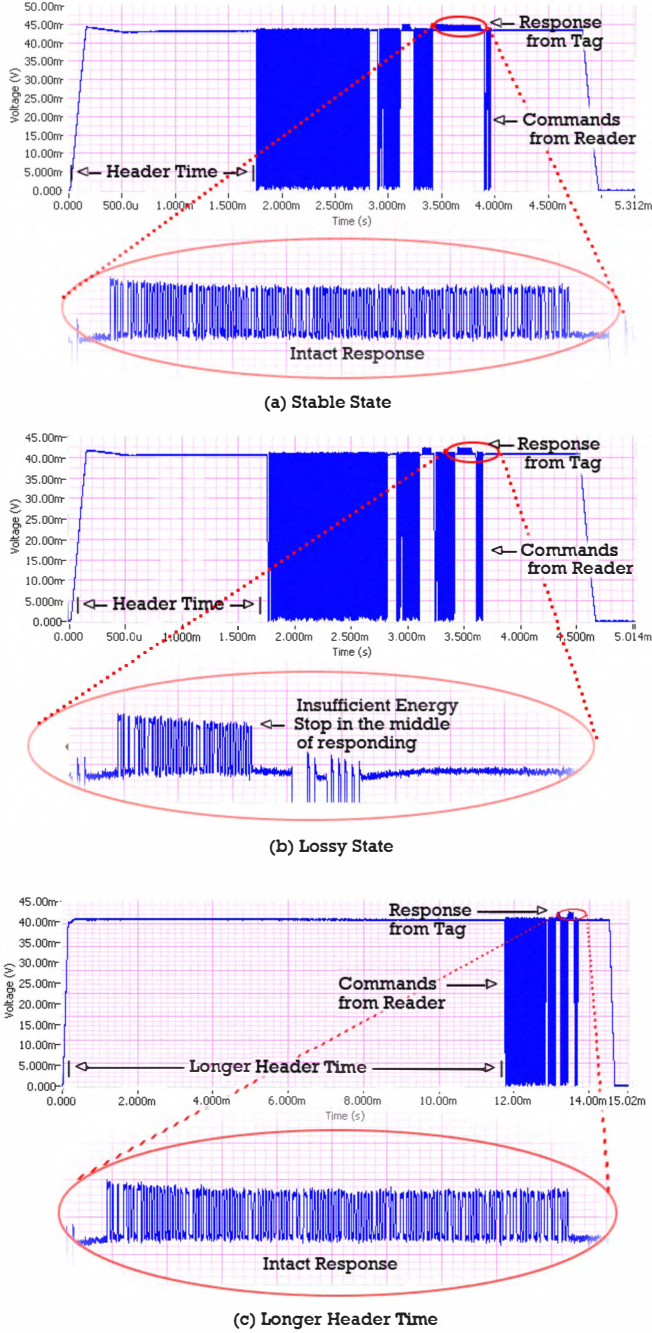 50.00m
45.00m
40.00m
35.00m
30.00m
25.00m
20.00m
15.00m
10.00m
5.000m
0.000
Voltage (V)
Response
from Tag
Commands
from Reader
Header Time
0.000 500.0u 1.000m 1.500m 2.000m 2.500m 3.000m 3.500m 4.000m 4.500m 5.312m
Time (s)
Intact Response
(a) Stable State
45.00m
40.00m
35.00m
30.00m
25.00m
20.00m
15.00m
10.00m
5.000m
0.000
Voltage (V)
Response
from Tag
Commands
from Reader
Header Time
0.000 500.0u 1.500m 2.000m 2.500m 3.000m 3.500m 4.000m 4.500m 5.014m
Time (s)
Insufficient Energy
Stop in the middle
of responding
(b) Lossy State
45.00m
40.00m
35.00m
30.00m
25.00m
20.00m
15.00m
10.00m
5.000m
0.000
Voltage (V)
Response
from Tag
Commands
from Reader
Longer Header Time
0.000 2.000m 4.000m 6.000m 8.000m 10.00m 12.00m 14.00m 15.02m
Time (s)
Intact Response
(c) Longer Header Time